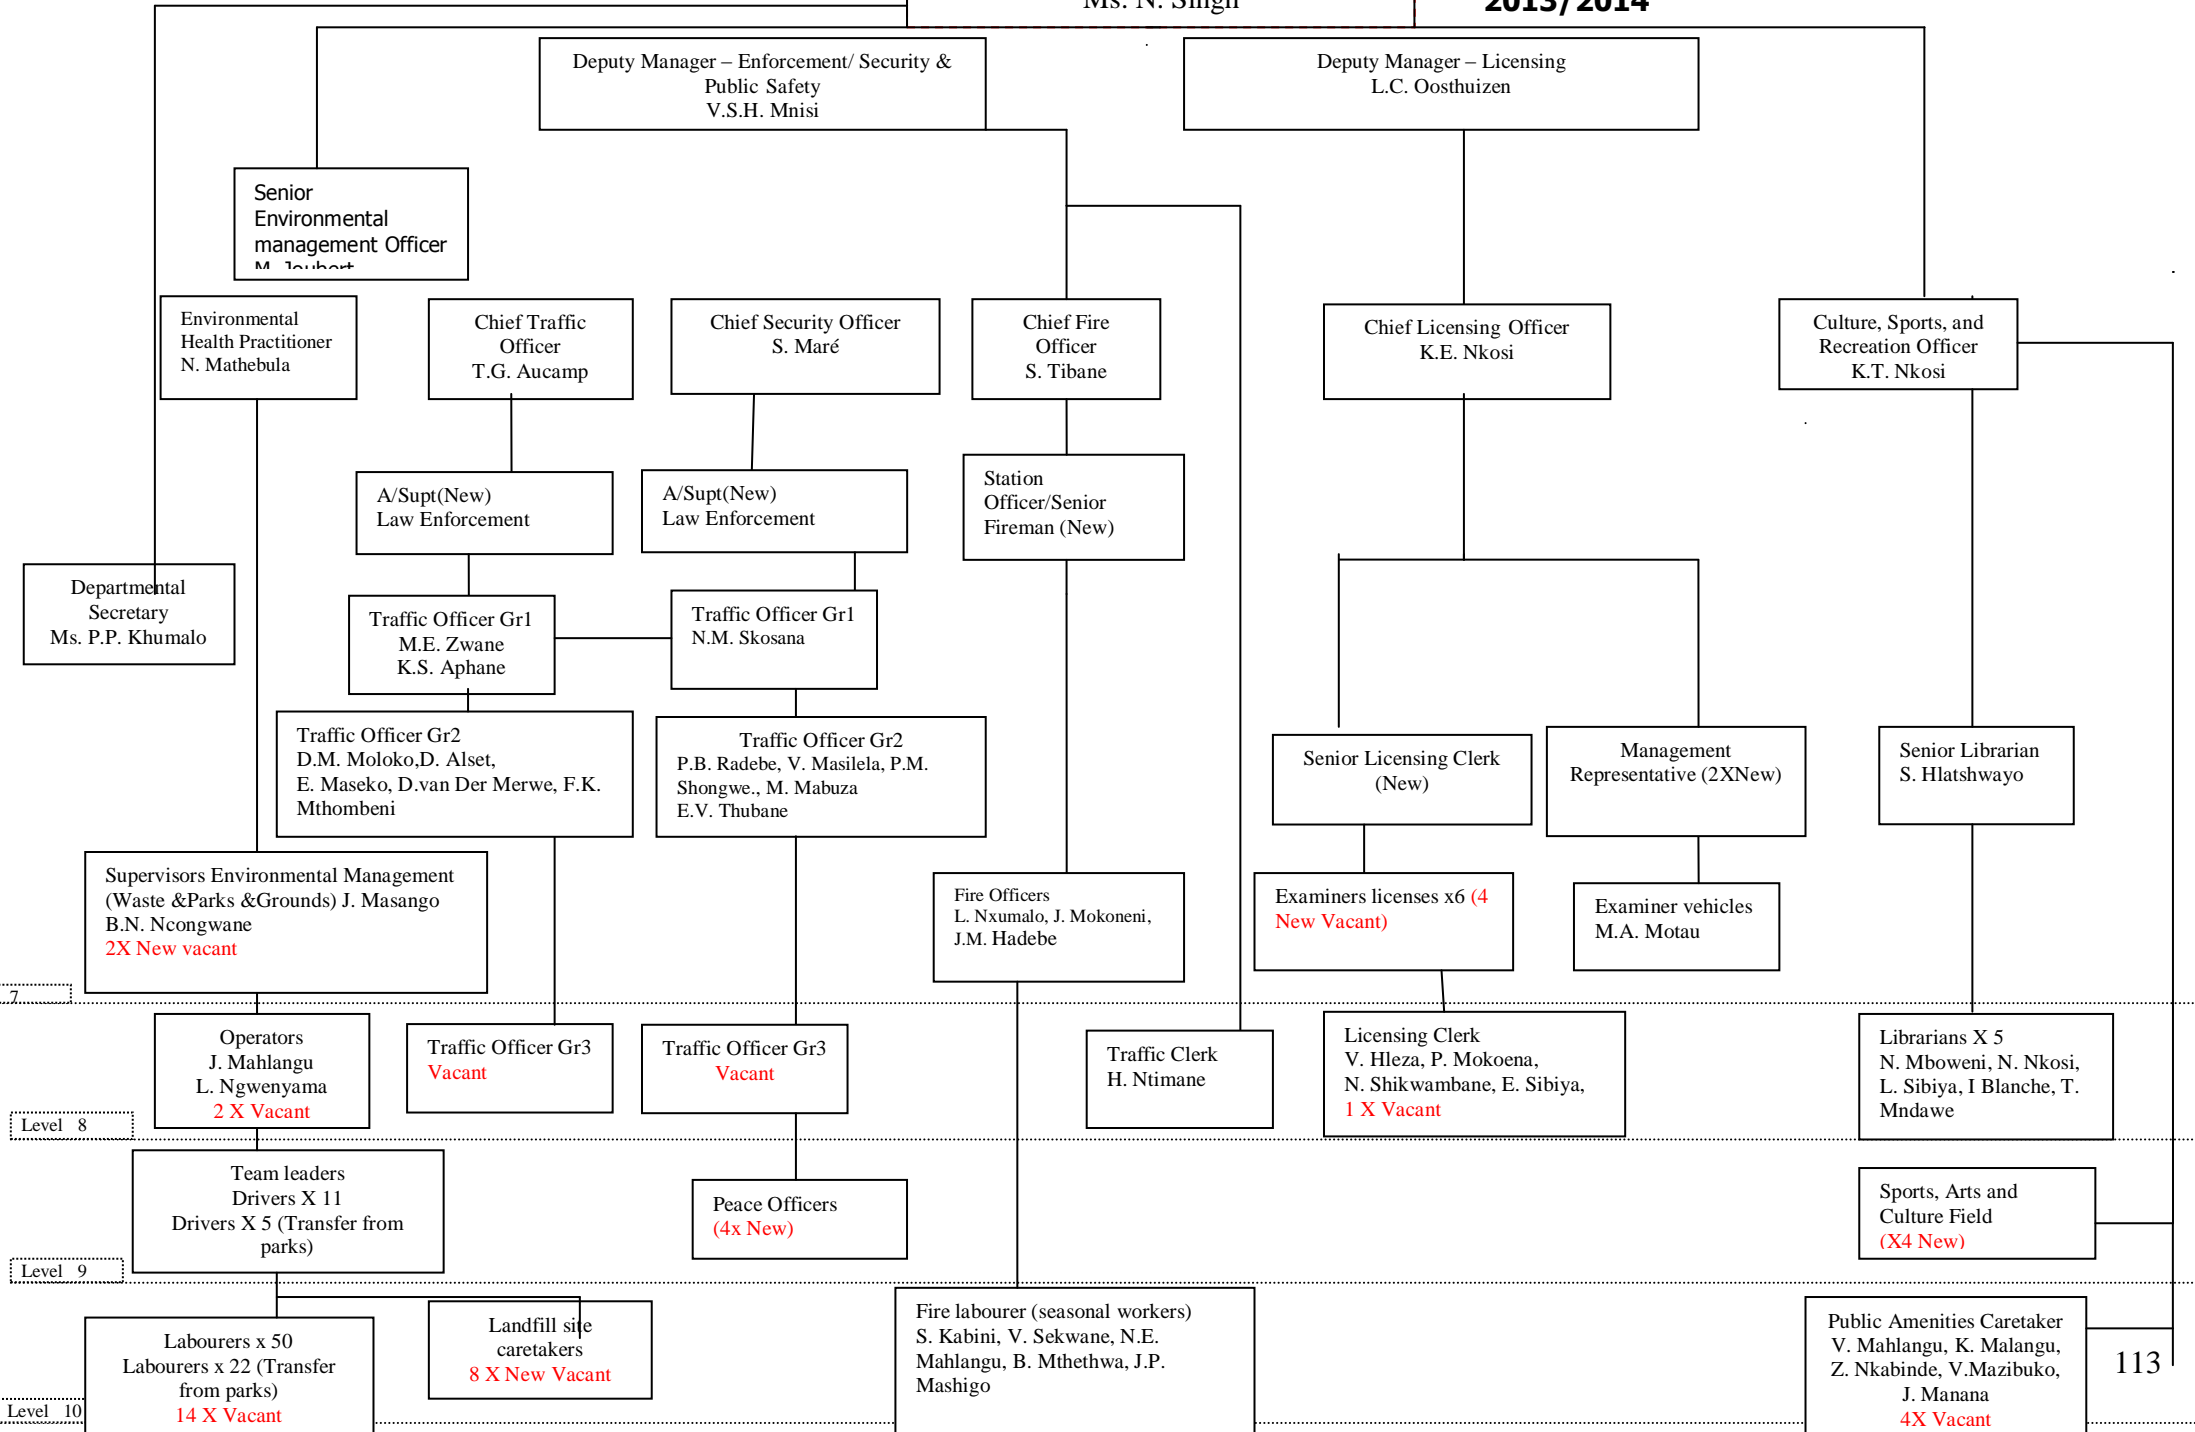 Ms. N. Singh
2013/2014
Deputy Manager – Enforcement/ Security &
Public Safety
V.S.H. Mnisi
Deputy Manager – Licensing
L.C. Oosthuizen
Senior
Environmental
management Officer
M. Joubert
Environmental
Health Practitioner
N. Mathebula
Chief Traffic
Officer
T.G. Aucamp
Chief Security Officer
S. Maré
Chief Fire
Officer
S. Tibane
Chief Licensing Officer
K.E. Nkosi
Culture, Sports, and
Recreation Officer
K.T. Nkosi
A/Supt(New)
Law Enforcement
A/Supt(New)
Law Enforcement
Station
Officer/Senior
Fireman (New)
Departmental
Secretary
Ms. P.P. Khumalo
Traffic Officer Gr1
M.E. Zwane
K.S. Aphane
Traffic Officer Gr1
N.M. Skosana
Traffic Officer Gr2
D.M. Moloko,D. Alset,
E. Maseko, D.van Der Merwe, F.K.
Mthombeni
Traffic Officer Gr2
P.B. Radebe, V. Masilela, P.M.
Shongwe., M. Mabuza
E.V. Thubane
Senior Licensing Clerk
(New)
Management
Representative (2XNew)
Senior Librarian
S. Hlatshwayo
Supervisors Environmental Management
(Waste &Parks &Grounds) J. Masango
B.N. Ncongwane
2X New vacant
Fire Officers
L. Nxumalo, J. Mokoneni,
J.M. Hadebe
Examiners licenses x6 (4
New Vacant)
Examiner vehicles
M.A. Motau
7
Operators
J. Mahlangu
L. Ngwenyama
2 X Vacant
Traffic Officer Gr3
Vacant
Traffic Officer Gr3
Vacant
Traffic Clerk
H. Ntimane
Licensing Clerk
V. Hleza, P. Mokoena,
N. Shikwambane, E. Sibiya,
1 X Vacant
Librarians X 5
N. Mboweni, N. Nkosi,
L. Sibiya, I Blanche, T.
Mndawe
Level 8
Team leaders
Drivers X 11
Drivers X 5 (Transfer from
parks)
Peace Officers
(4x New)
Sports, Arts and
Culture Field
(X4 New)
Level 9
Labourers x 50
Labourers x 22 (Transfer
from parks)
14 X Vacant
Landfill site
caretakers
8 X New Vacant
Fire labourer (seasonal workers)
S. Kabini, V. Sekwane, N.E.
Mahlangu, B. Mthethwa, J.P.
Mashigo
Public Amenities Caretaker
V. Mahlangu, K. Malangu,
Z. Nkabinde, V.Mazibuko,
J. Manana
4X Vacant
113
Level 10